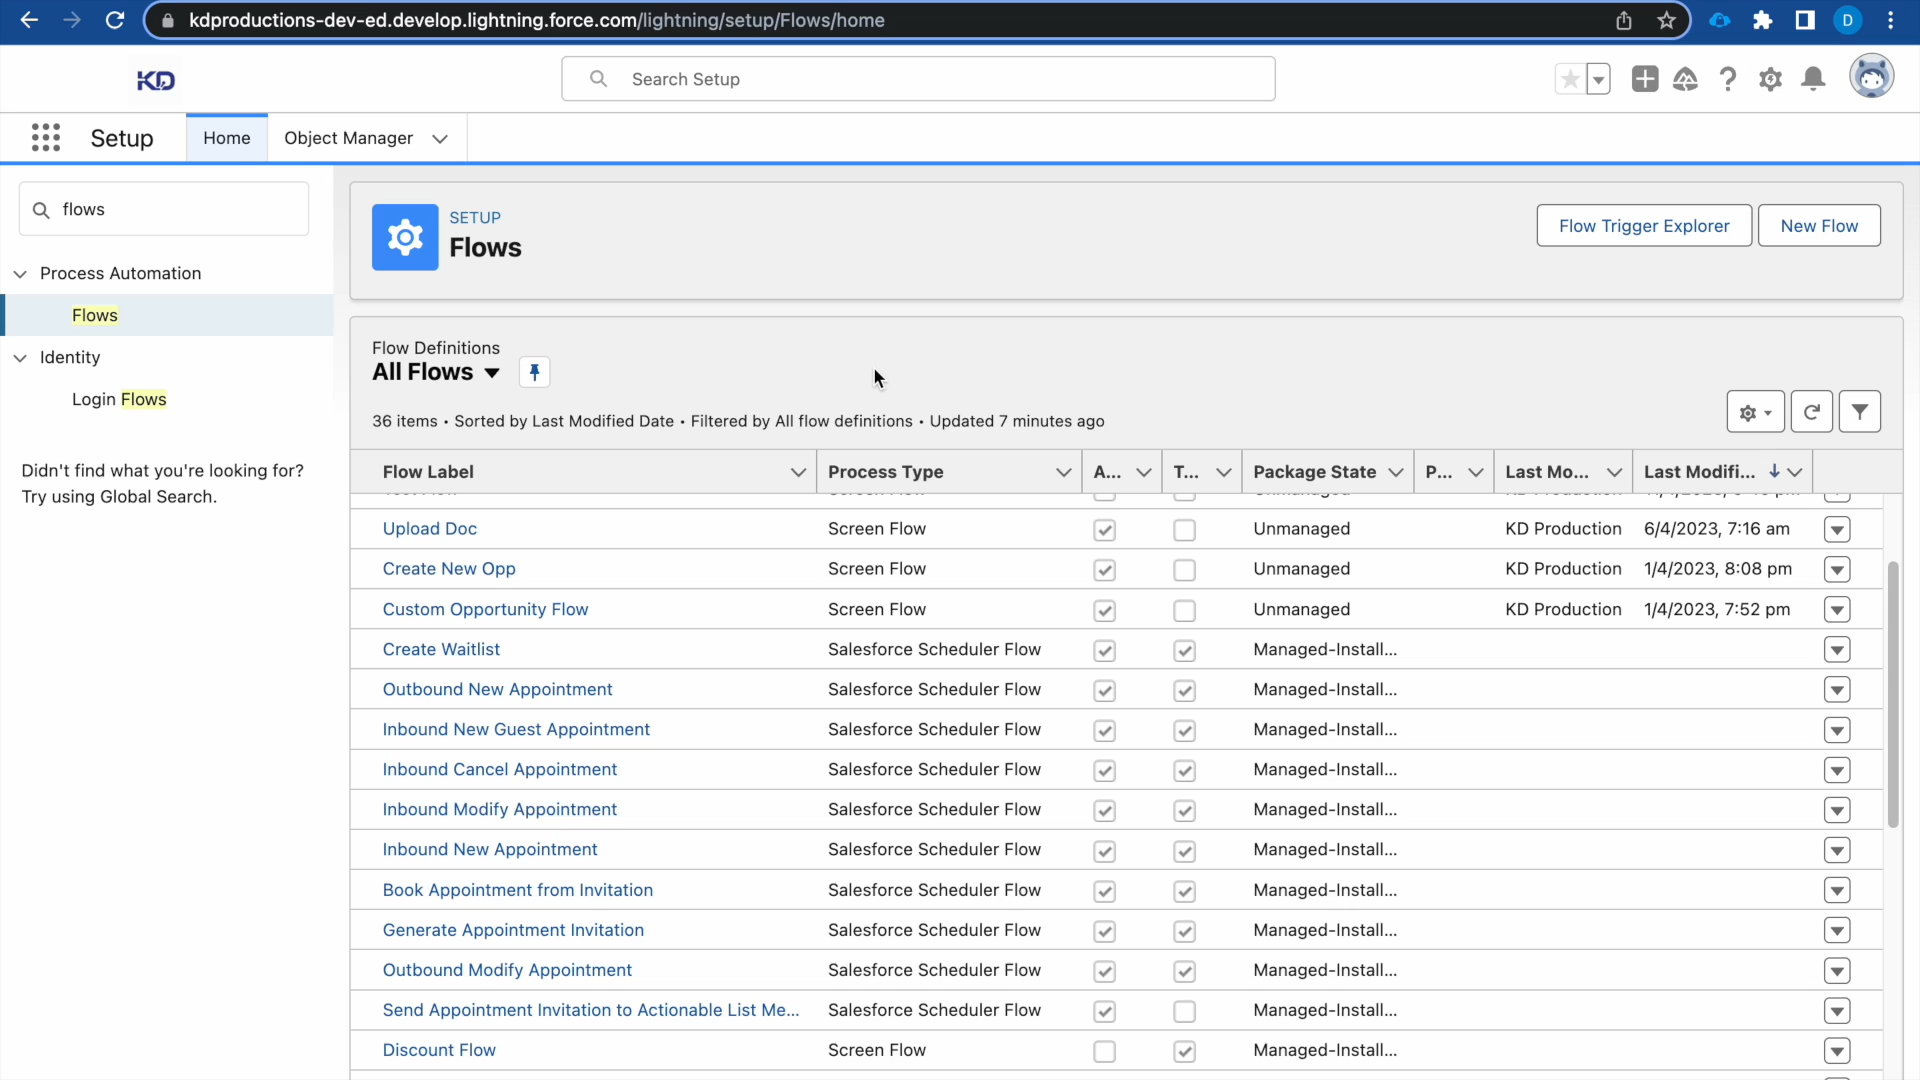 kdproductions-dev-ed.develop.lightning.force.com/lightning/setup/Flows/home
D
KD
Search Setup
Setup
Home
Object Manager
flows
Process Automation
Flows
Identity
Login Flows
Didn't find what you're looking for?
Try using Global Search.
SETUP
Flows
Flow Trigger Explorer
New Flow
Flow Definitions
All Flows
36 items • Sorted by Last Modified Date • Filtered by All flow definitions • Updated 7 minutes ago
Flow Label Process Type A... T... Package State P... Last Mo... Last Modifi...
Upload Doc Screen Flow Unmanaged KD Production 6/4/2023, 7:16 am
Create New Opp Screen Flow Unmanaged KD Production 1/4/2023, 8:08 pm
Custom Opportunity Flow Screen Flow Unmanaged KD Production 1/4/2023, 7:52 pm
Create Waitlist Salesforce Scheduler Flow Managed-Install...
Outbound New Appointment Salesforce Scheduler Flow Managed-Install...
Inbound New Guest Appointment Salesforce Scheduler Flow Managed-Install...
Inbound Cancel Appointment Salesforce Scheduler Flow Managed-Install...
Inbound Modify Appointment Salesforce Scheduler Flow Managed-Install...
Inbound New Appointment Salesforce Scheduler Flow Managed-Install...
Book Appointment from Invitation Salesforce Scheduler Flow Managed-Install...
Generate Appointment Invitation Salesforce Scheduler Flow Managed-Install...
Outbound Modify Appointment Salesforce Scheduler Flow Managed-Install...
Send Appointment Invitation to Actionable List Me... Salesforce Scheduler Flow Managed-Install...
Discount Flow Screen Flow Managed-Install...